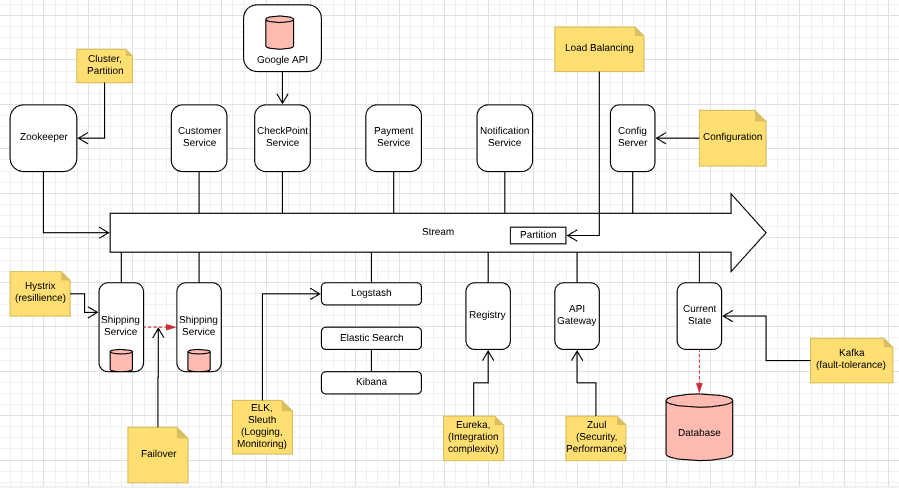 Google API
Load Balancing
Cluster,
Partition
Zookeeper
Customer
Service
CheckPoint
Service
Payment
Service
Notification
Service
Config
Server
Configuration
Stream
Partition
Hystrix
(resillience)
Shipping
Service
Shipping
Service
Logstash
Elastic Search
Kibana
Registry
API
Gateway
Current
State
Kafka
(fault-tolerance)
ELK,
Sleuth
(Logging,
Monitoring)
Failover
Eureka,
(Integration
complexity)
Zuul
(Security,
Performance)
Database